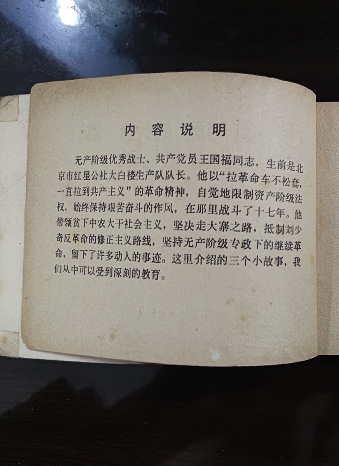 内容说明
无产阶级优秀战士、共产党员王国福同志，生前是北
京市红星公社大白楼生产队队长。他以“拉革命车不松套，
一直拉到共产主义”的革命精神，自觉地限制资产阶级法
权，始终保持艰苦奋斗的作风，在那里战斗了十七年。他
带领贫下中农大干社会主义，坚决走大寨之路，抵制刘少
奇反革命的修正主义路线，坚持无产阶级专政下的继续革
命，留下了许多动人的事迹。这里介绍的三个小故事，我
们从中可以受到深刻的教育。